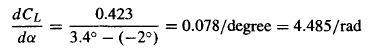 dC_L/dα = 0.423/(3.4° − (−2°)) = 0.078/degree = 4.485/rad